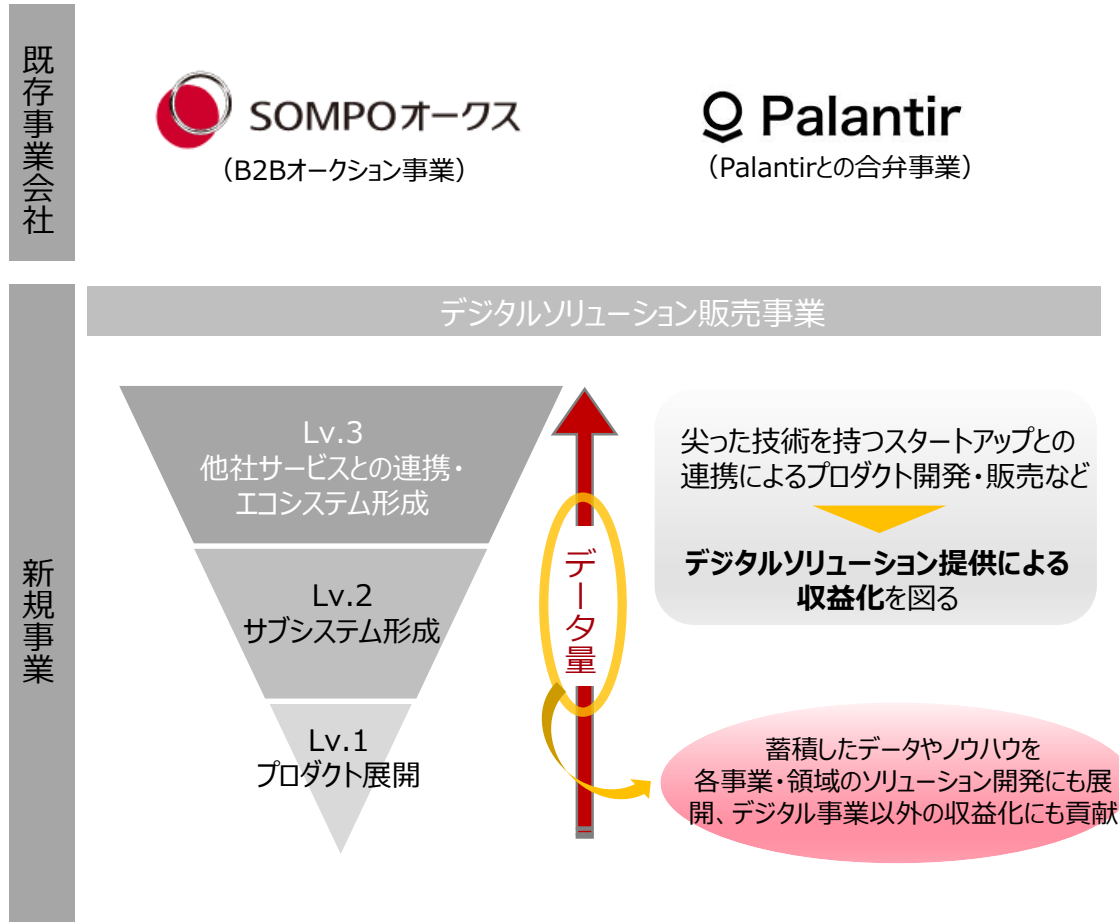 既存事業会社
SOMPOオークス
（B2Bオークション事業）
Palantir
（Palantirとの合弁事業）
新規事業
デジタルソリューション販売事業
Lv.3
他社サービスとの連携・
エコシステム形成
Lv.2
サブシステム形成
Lv.1
プロダクト展開
データ量
尖った技術を持つスタートアップとの
連携によるプロダクト開発・販売など
デジタルソリューション提供による
収益化を図る
蓄積したデータやノウハウを
各事業・領域のソリューション開発にも展
開、デジタル事業以外の収益化にも貢献